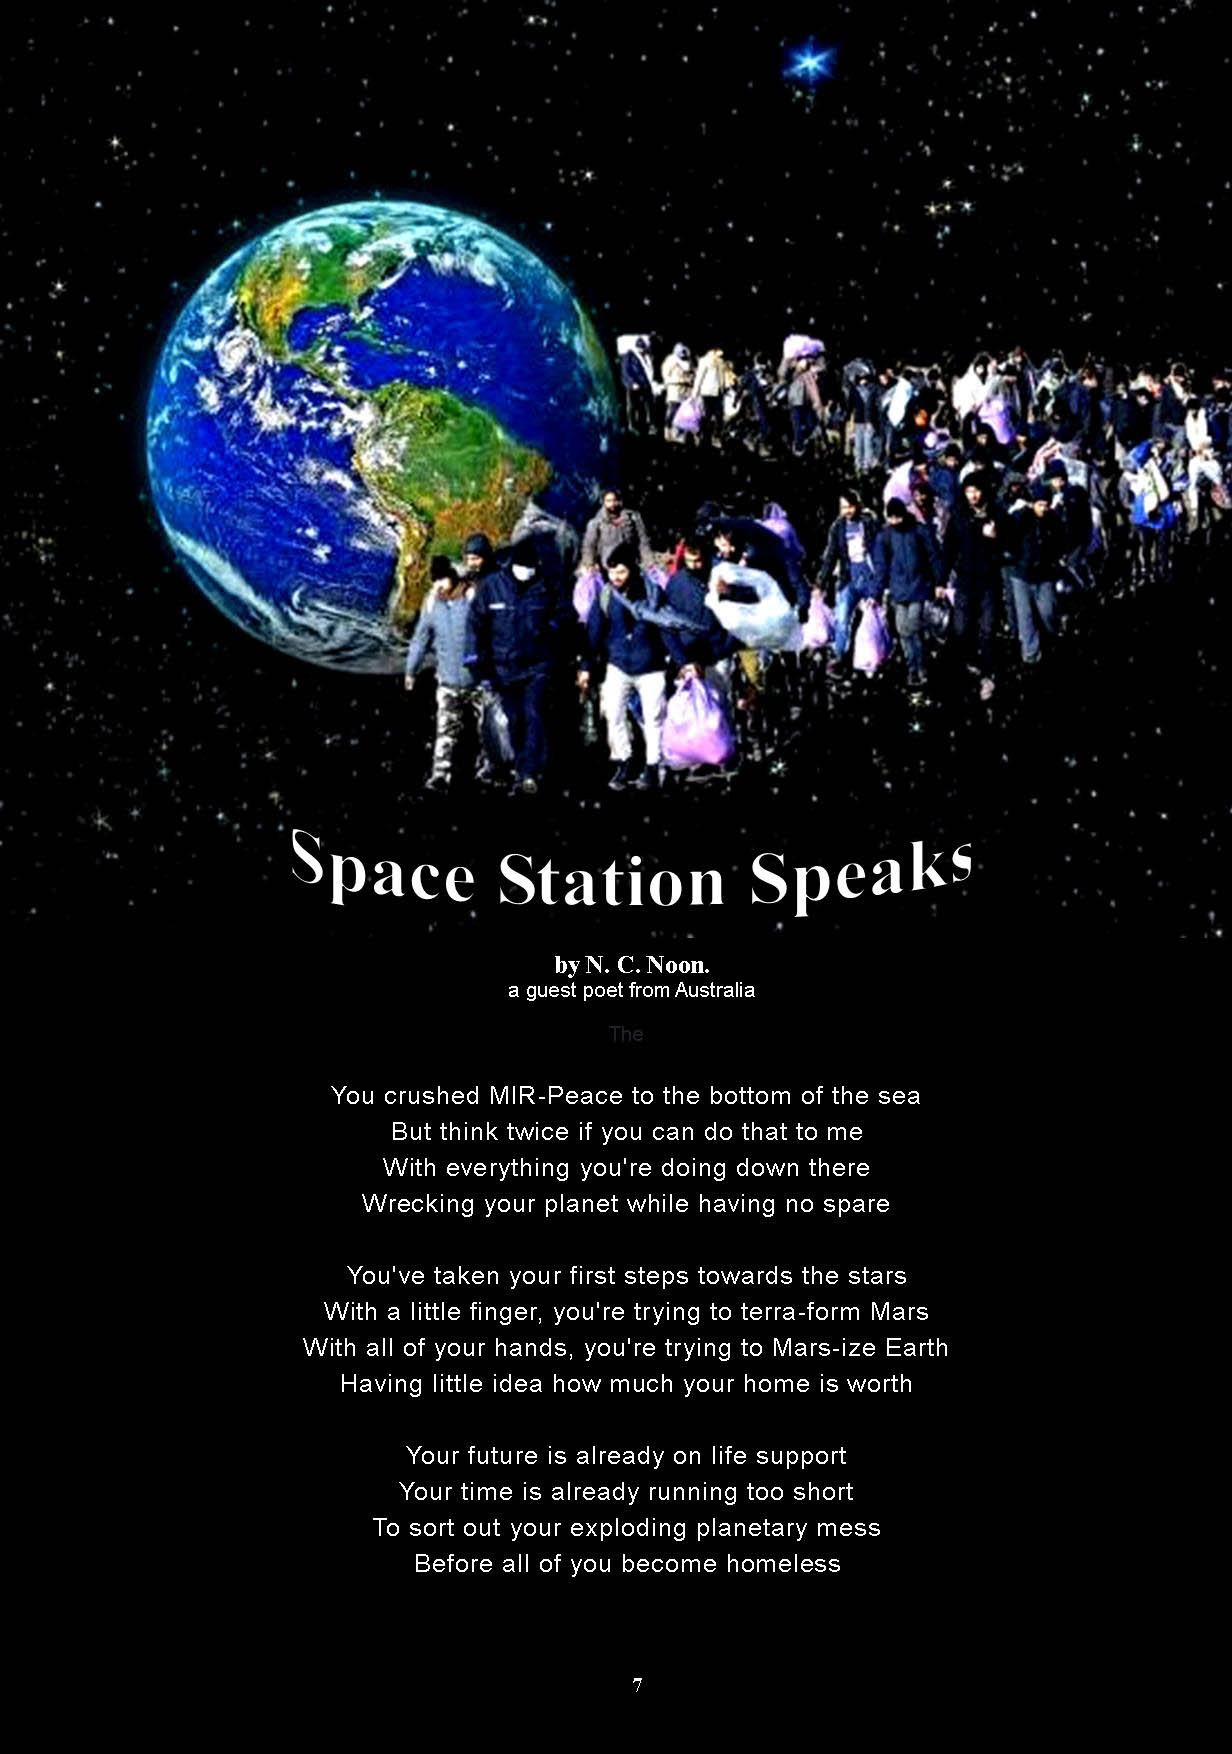 Space Station Speaks
by N. C. Noon.
a guest poet from Australia
The
You crushed MIR-Peace to the bottom of the sea
But think twice if you can do that to me
With everything you're doing down there
Wrecking your planet while having no spare
You've taken your first steps towards the stars
With a little finger, you're trying to terra-form Mars
With all of your hands, you're trying to Mars-ize Earth
Having little idea how much your home is worth
Your future is already on life support
Your time is already running too short
To sort out your exploding planetary mess
Before all of you become homeless
7